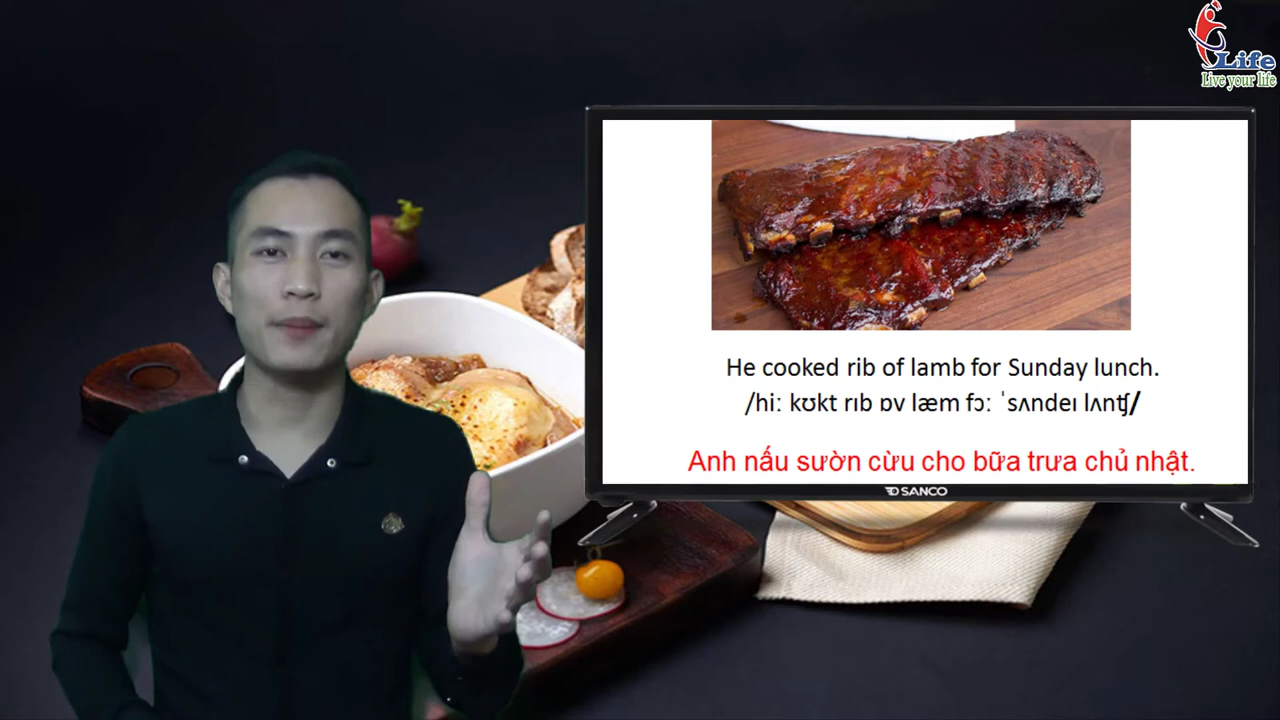 Life
Live your life
He cooked rib of lamb for Sunday lunch.
/hiː kʊkt rɪb ɒv læm fɔː ˈsʌndeɪ lʌnʧ/
Anh nấu sườn cừu cho bữa trưa chủ nhật.
SANCO